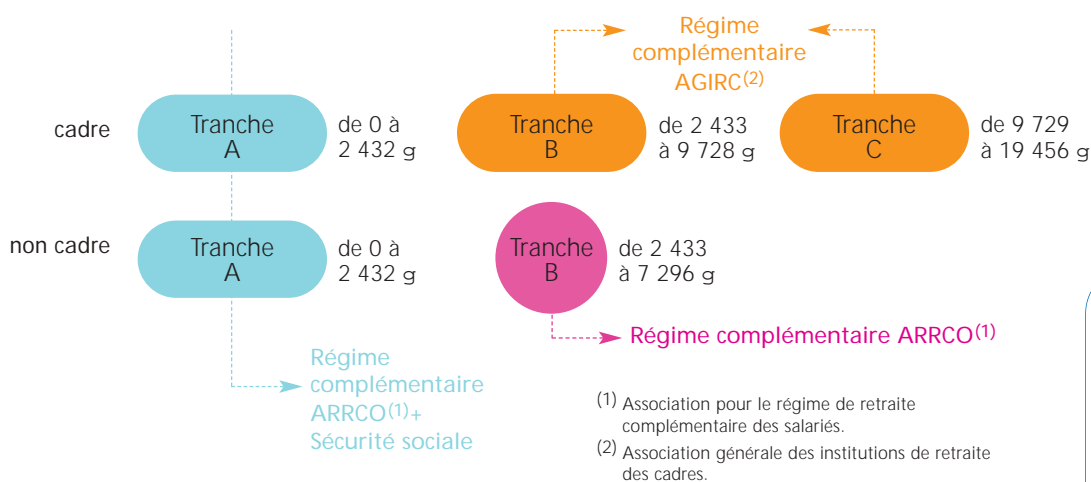 Régime
complémentaire
AGIRC(2)
cadre
Tranche
A
de 0 à
2 432 g
Tranche
B
de 2 433
à 9 728 g
Tranche
C
de 9 729
à 19 456 g
non cadre
Tranche
A
de 0 à
2 432 g
Tranche
B
de 2 433
à 7 296 g
Régime complémentaire ARRCO(1)
Régime
complémentaire
ARRCO(1)+
Sécurité sociale
(1) Association pour le régime de retraite
complémentaire des salariés.
(2) Association générale des institutions de retraite
des cadres.